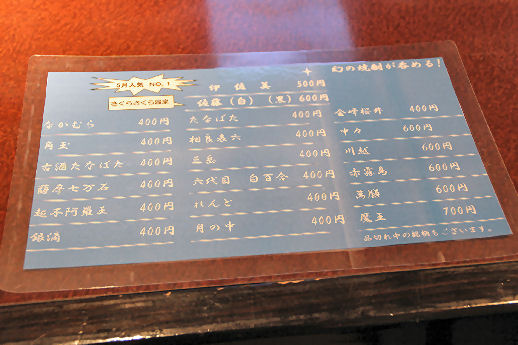 幻の焼酎が呑める!
5月人気 NO.1
さくらさくら温泉
伊佐美 500円
佐藤(白)(黒)600円
なかむら 400円
角玉 400円
古酒たなばた 400円
薩摩七万石 400円
起承阿羅王 400円
銀滴 400円
たなばた 400円
相良表六 400円
三岳 400円
六代目 白百合 400円
れんと 400円
月の中 400円
金峰桜井 400円
中々 600円
川越 600円
赤霧島 600円
萬膳 600円
魔王 700円
品切れ中の銘柄もございます。